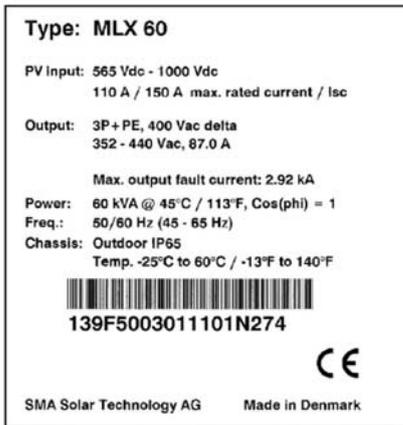 Type: MLX 60
PV Input: 565 Vdc - 1000 Vdc
110 A / 150 A max. rated current / Isc
Output: 3P+PE, 400 Vac delta
352 - 440 Vac, 87.0 A
Max. output fault current: 2.92 kA
Power: 60 kVA @ 45°C / 113°F, Cos(phi) = 1
Freq.: 50/60 Hz (45 - 65 Hz)
Chassis: Outdoor IP65
Temp. -25°C to 60°C / -13°F to 140°F
139F5003011101N274
CE
SMA Solar Technology AG Made in Denmark